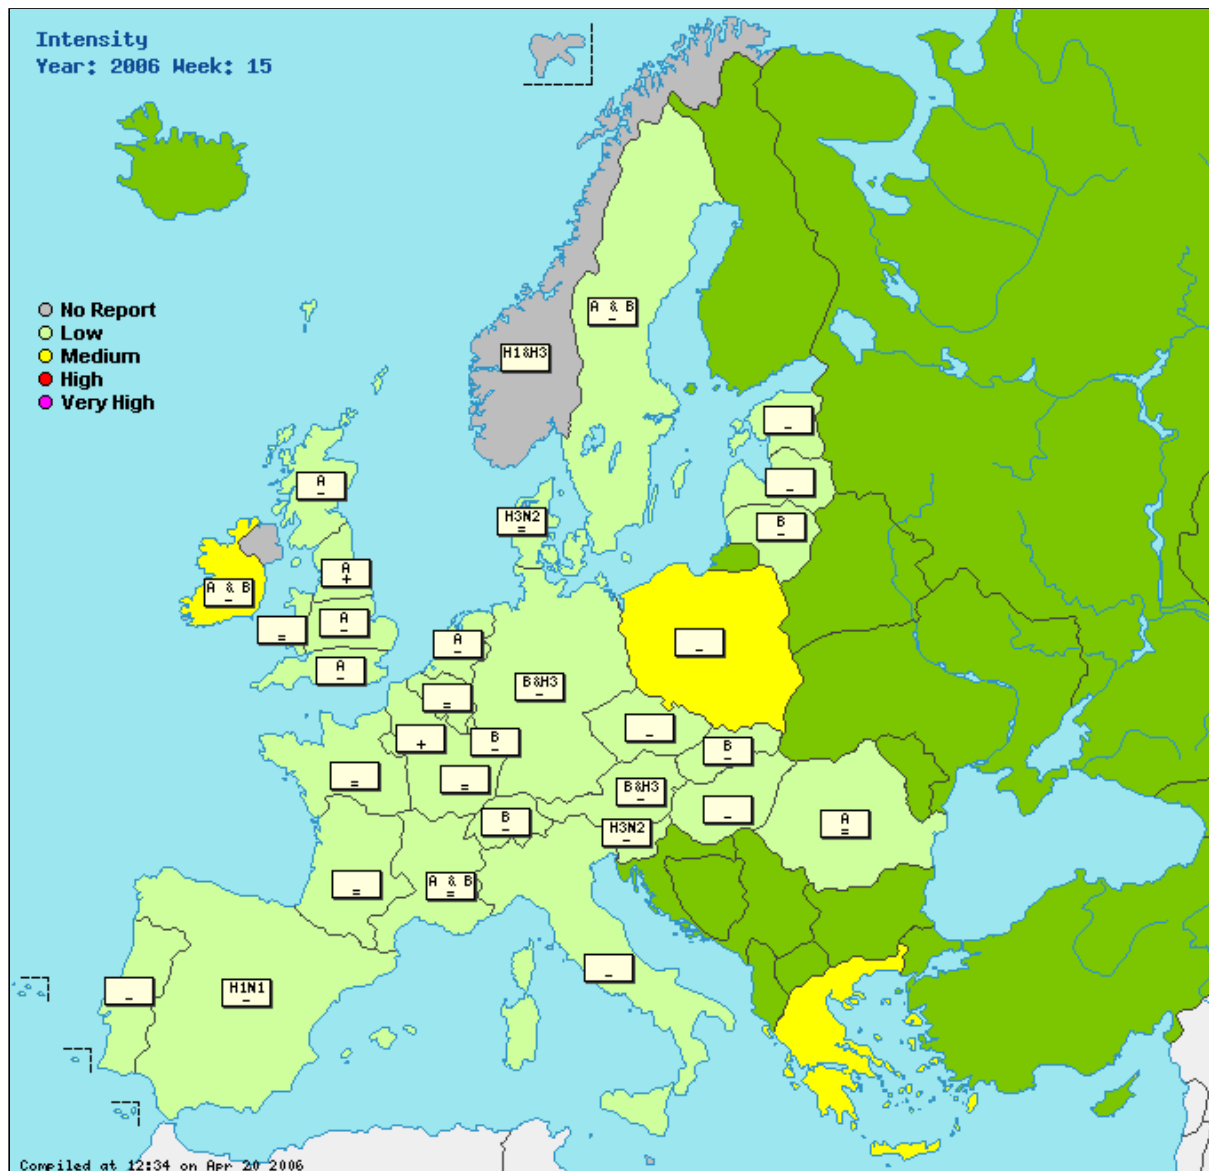 Intensity
Year: 2006 Week: 15
No Report
Low
Medium
High
Very High
A & B
–
H1&H3
–
A
–
–
H3N2
=
B
–
A
+
A & B
–
A
–
=
A
–
–
A
–
B&H3
–
=
–
+
B
–
B
–
=
=
B&H3
–
–
B
–
H3N2
–
A
=
=
A & B
=
–
–
H1N1
–
Compiled at 12:34 on Apr 20 2006